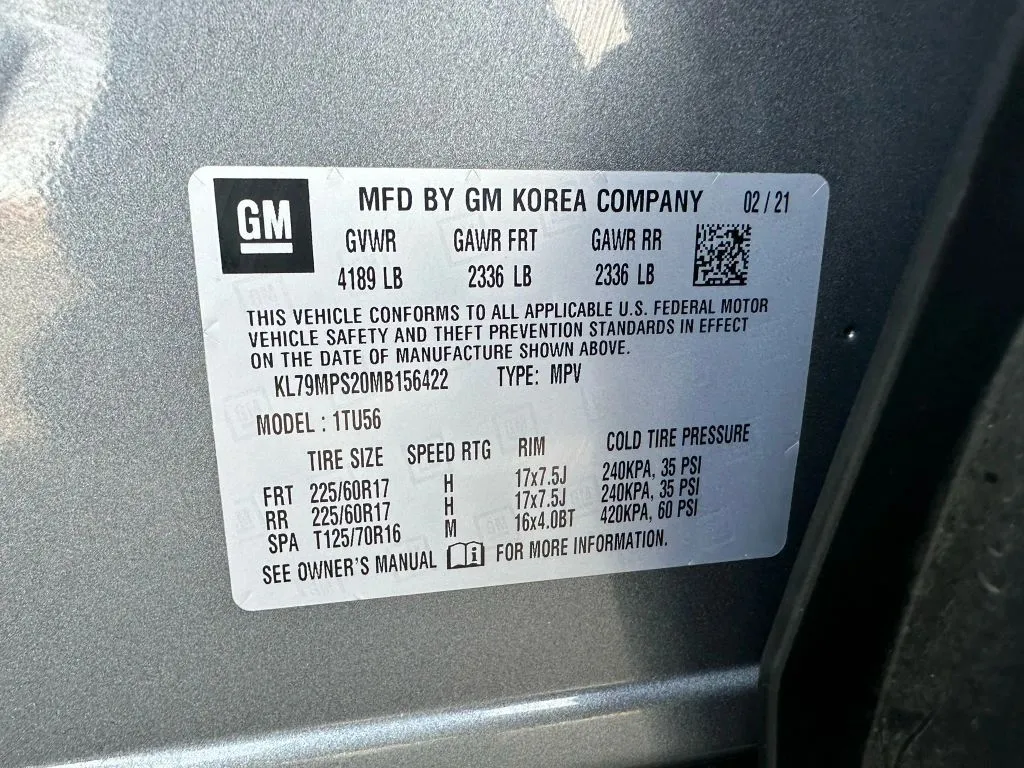 GM
MFD BY GM KOREA COMPANY 02/21
GVWR GAWR FRT GAWR RR
4189 LB 2336 LB 2336 LB
THIS VEHICLE CONFORMS TO ALL APPLICABLE U.S. FEDERAL MOTOR
VEHICLE SAFETY AND THEFT PREVENTION STANDARDS IN EFFECT
ON THE DATE OF MANUFACTURE SHOWN ABOVE.
KL79MPS20MB156422 TYPE: MPV
MODEL : 1TU56
TIRE SIZE SPEED RTG RIM COLD TIRE PRESSURE
FRT 225/60R17 H 17x7.5J 240KPA, 35 PSI
RR 225/60R17 H 17x7.5J 240KPA, 35 PSI
SPA T125/70R16 M 16x4.0BT 420KPA, 60 PSI
SEE OWNER'S MANUAL i FOR MORE INFORMATION.